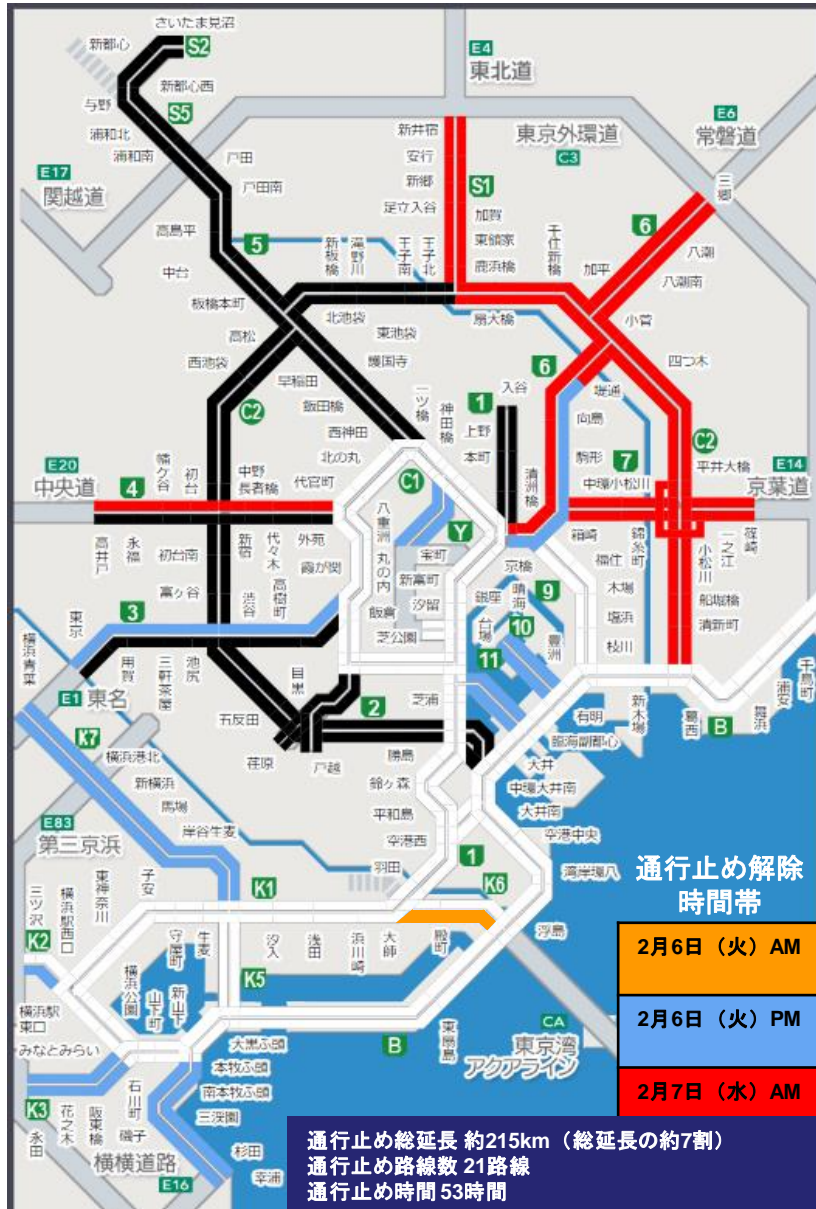 さいたま見沼
新都心
S2
E4
東北道
新都心西
与野
S5
浦和北
浦和南
戸田
戸田南
新井宿
安行
新郷
足立入谷
S1
加賀
東領家
鹿浜橋
東京外環道
C3
E6
常磐道
三郷
E17
関越道
高島平
5
中台
新板橋
滝野川
王子南
王子北
千住新橋
加平
6
八潮
八潮南
板橋本町
北池袋
扇大橋
小菅
高松
東池袋
西池袋
護国寺
6
四つ木
早稲田
一ツ橋
入谷
堤通
C2
飯田橋
神田橋
1
上野
向島
西神田
本町
C2
E20
中央道
幡ヶ谷
初台
中野長者橋
北の丸
代官町
C1
清洲橋
駒形
7
平井大橋
E14
京葉道
4
中環小松川
八重洲
丸の内
Y
高井戸
永福
初台南
新宿
代々木
外苑
霞が関
宝町
京橋
箱崎
福住
錦糸町
小松川
一之江
篠崎
富ヶ谷
渋谷
高樹町
新富町
銀座
晴海
9
木場
船堀橋
東京
3
飯倉
汐留
台場
10
豊洲
塩浜
清新町
横浜青葉
芝公園
11
枝川
用賀
三軒茶屋
池尻
目黒
E1
東名
2
芝浦
有明
新木場
葛西
B
舞浜
浦安
千鳥町
五反田
臨海副都心
K7
荏原
戸越
勝島
大井
横浜港北
新横浜
鈴ヶ森
中環大井南
馬場
平和島
大井南
E83
第三京浜
岸谷生麦
空港西
空港中央
羽田
1
湾岸環八
三ツ沢
横浜駅西口
東神奈川
子安
K1
K6
K2
守屋町
生麦
汐入
浅田
浜川崎
大師
殿町
浮島
横浜公園
山下町
新山下
K5
横浜駅東口
みなとみらい
大黒ふ頭
B
東扇島
CA
東京湾
アクアライン
本牧ふ頭
南本牧ふ頭
K3
永田
花之木
阪東橋
石川町
磯子
三渓園
横横道路
E16
杉田
幸浦
通行止め解除
時間帯
2月6日（火）AM
2月6日（火）PM
2月7日（水）AM
通行止め総延長 約215km（総延長の約7割）
通行止め路線数 21路線
通行止め時間 53時間